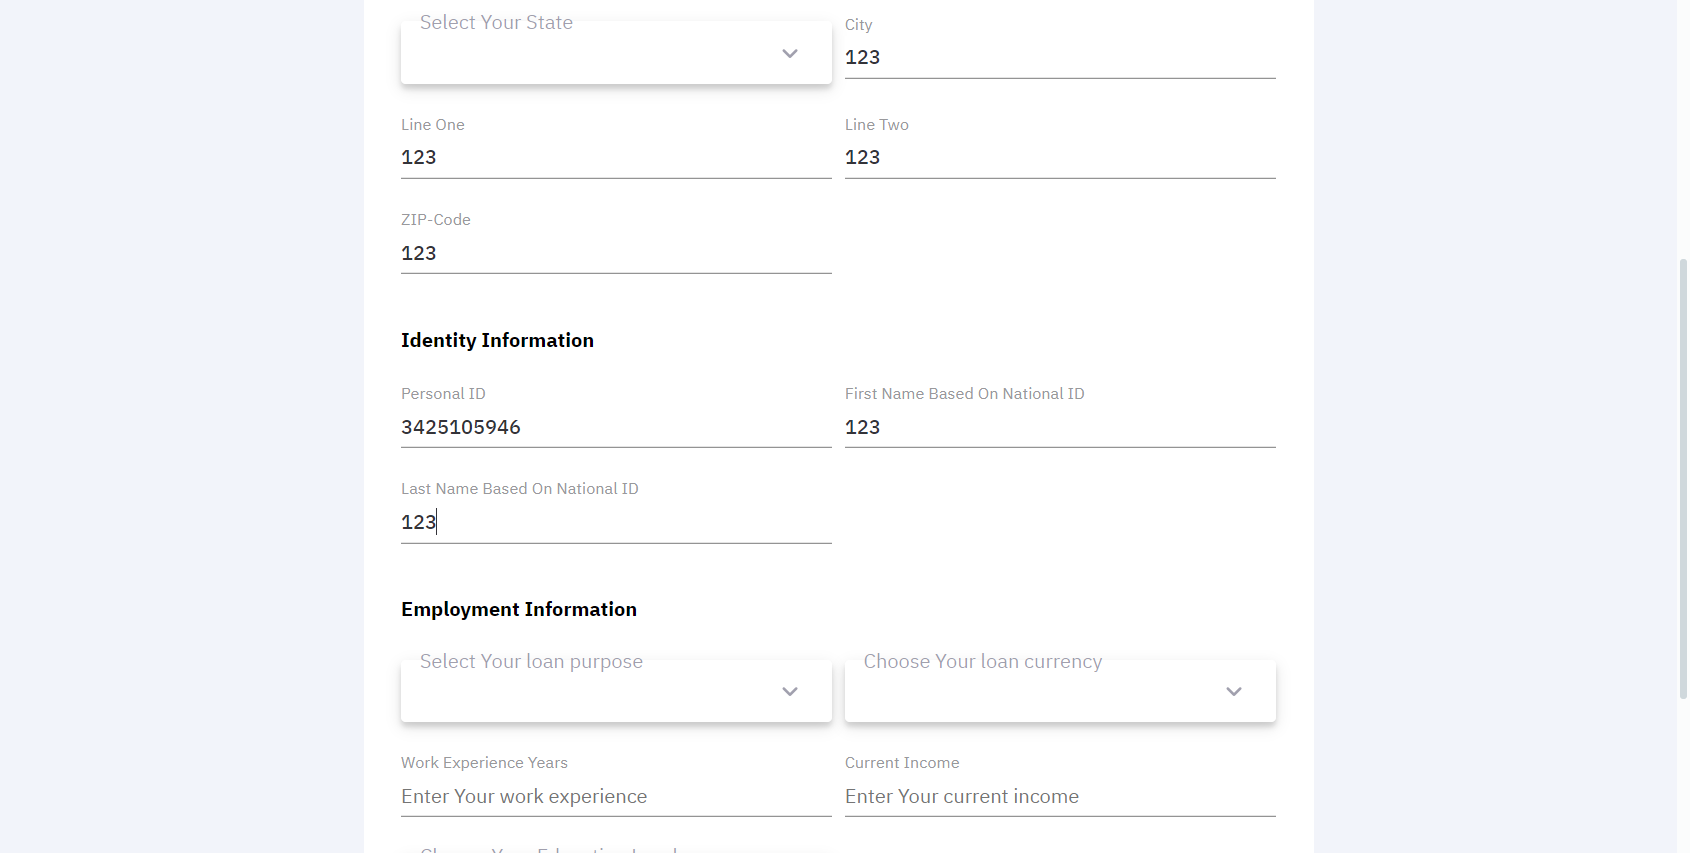 Select Your State
City
123
Line One
Line Two
123
123
ZIP-Code
123
Identity Information
Personal ID
First Name Based On National ID
3425105946
123
Last Name Based On National ID
123
Employment Information
Select Your loan purpose
Choose Your loan currency
Work Experience Years
Current Income
Enter Your work experience
Enter Your current income